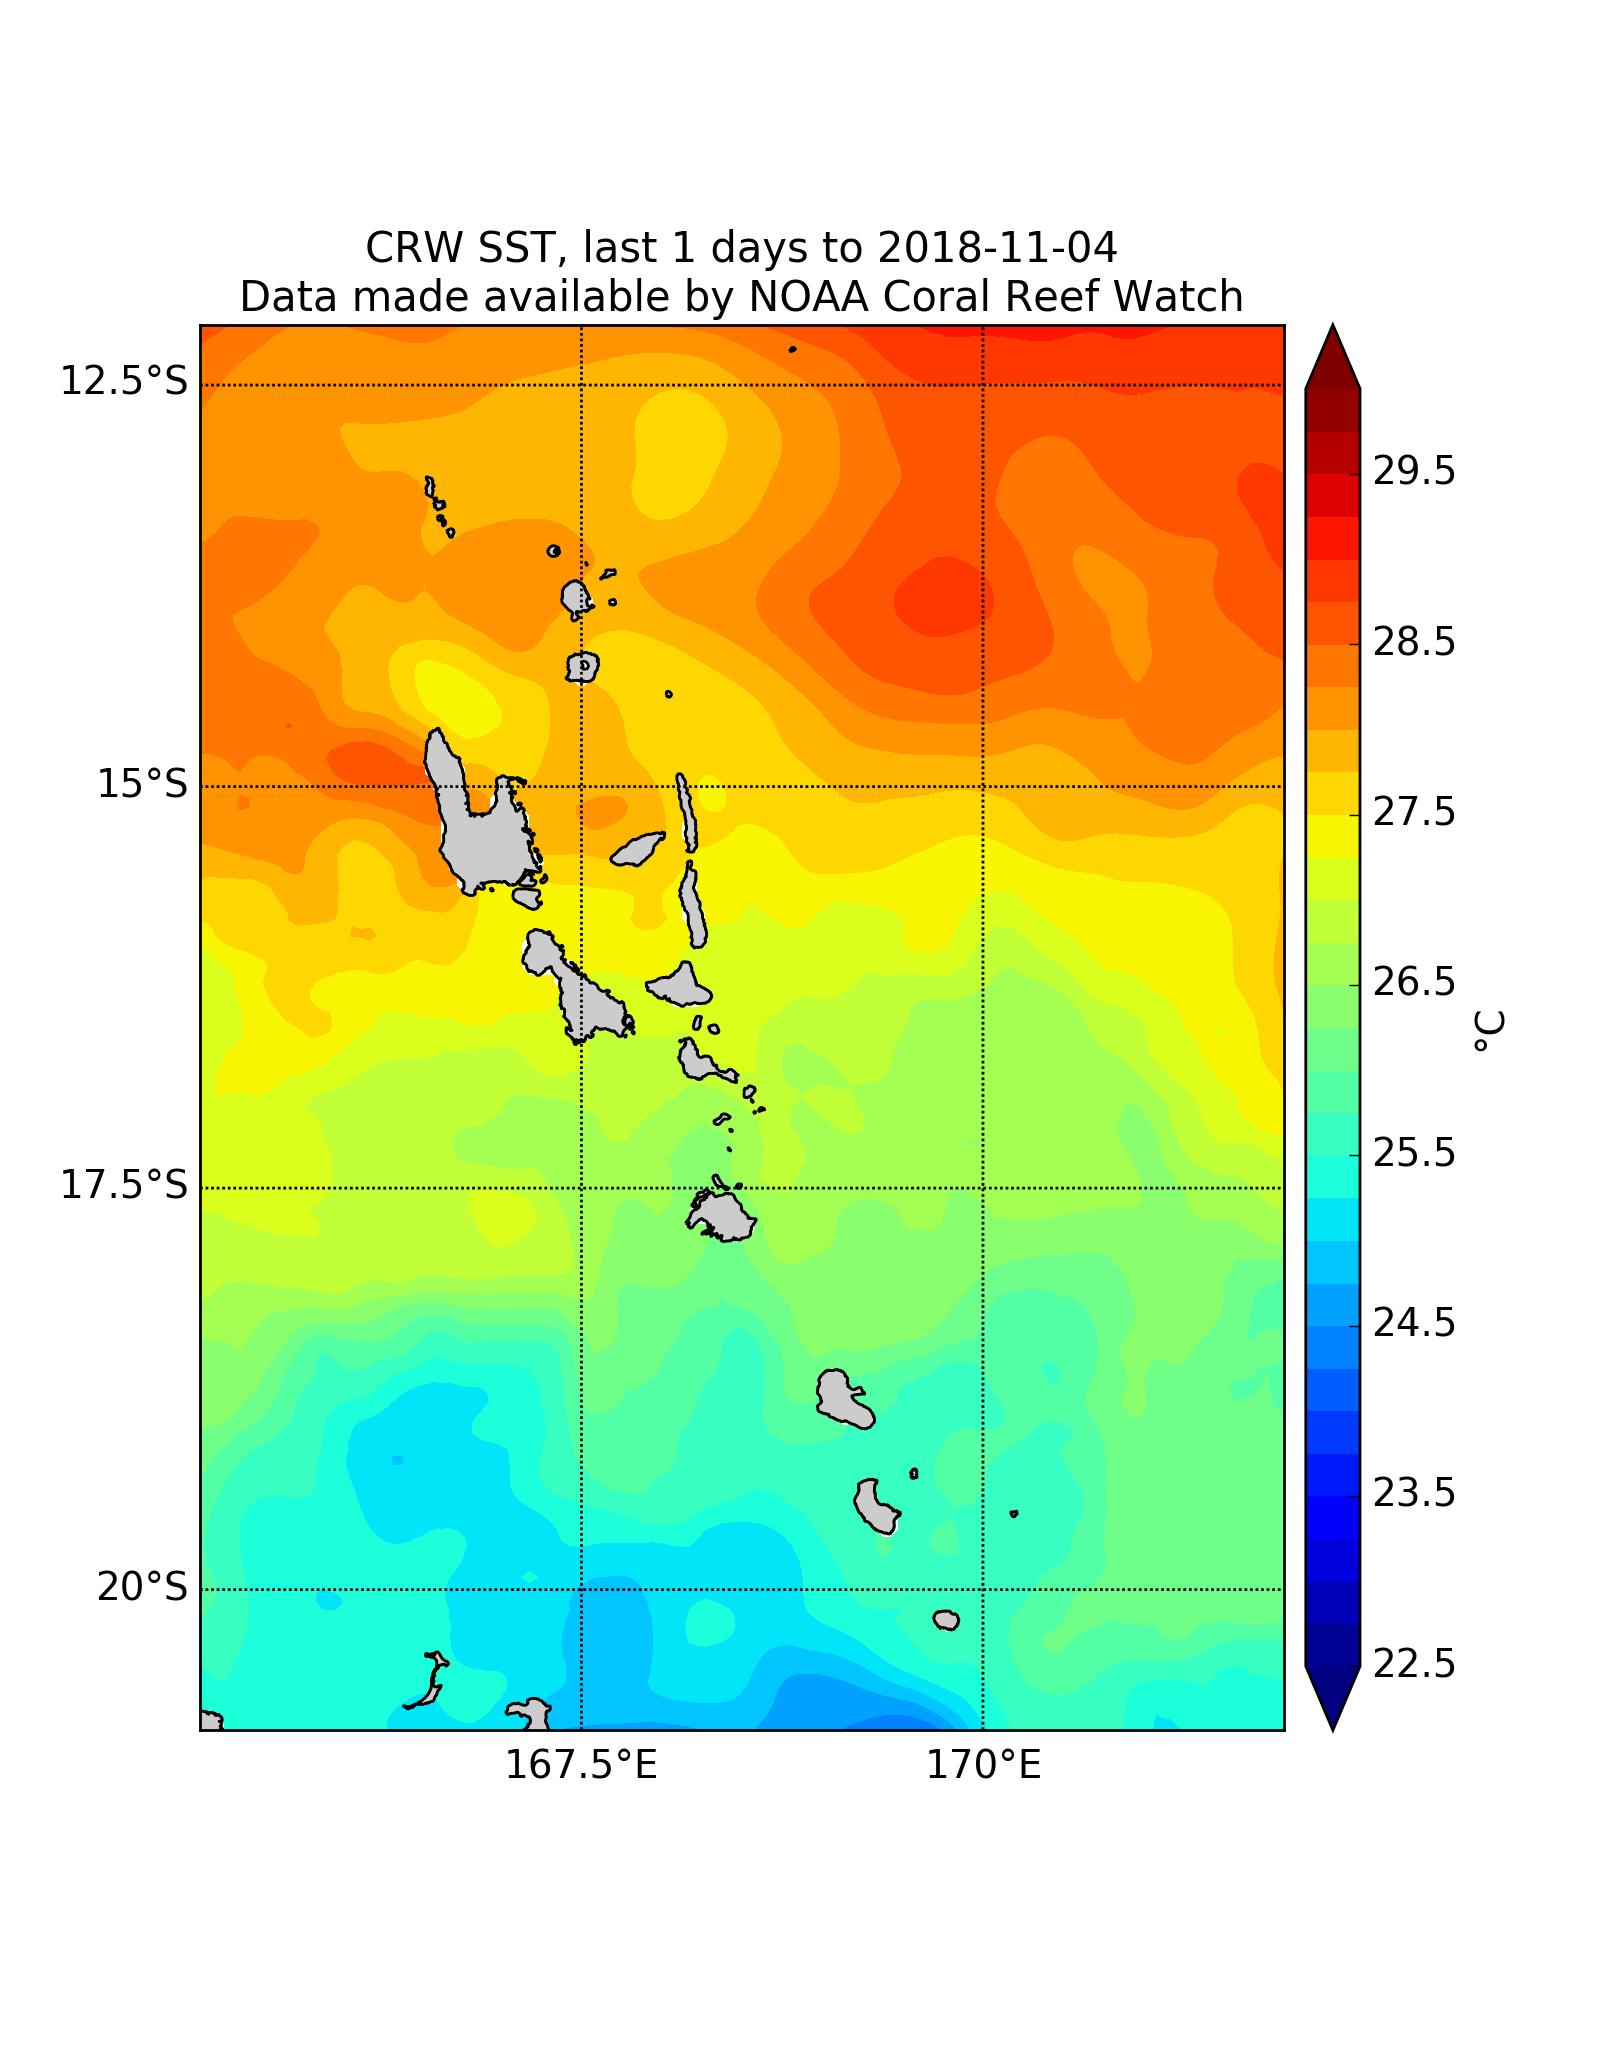 CRW SST, last 1 days to 2018-11-04
Data made available by NOAA Coral Reef Watch
12.5°S
15°S
17.5°S
20°S
167.5°E
170°E
29.5
28.5
27.5
26.5
25.5
24.5
23.5
22.5
°C